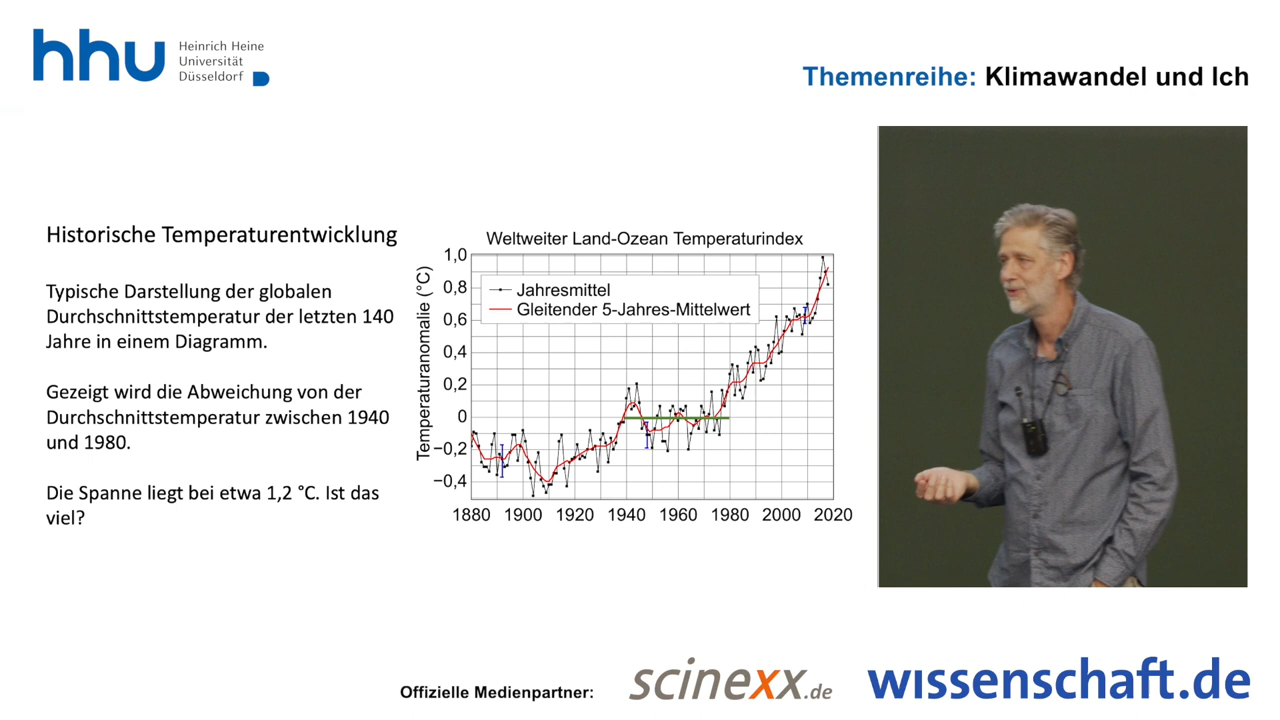 hhu
Heinrich Heine
Universität
Düsseldorf
Themenreihe: Klimawandel und Ich
Historische Temperaturentwicklung
Typische Darstellung der globalen
Durchschnittstemperatur der letzten 140
Jahre in einem Diagramm.
Gezeigt wird die Abweichung von der
Durchschnittstemperatur zwischen 1940
und 1980.
Die Spanne liegt bei etwa 1,2 °C. Ist das
viel?
Weltweiter Land-Ozean Temperaturindex
Temperaturanomalie (°C)
1,0
0,8
0,6
0,4
0,2
0
−0,2
−0,4
Jahresmittel
Gleitender 5-Jahres-Mittelwert
1880 1900 1920 1940 1960 1980 2000 2020
Offizielle Medienpartner:
scinexx.de
wissenschaft.de